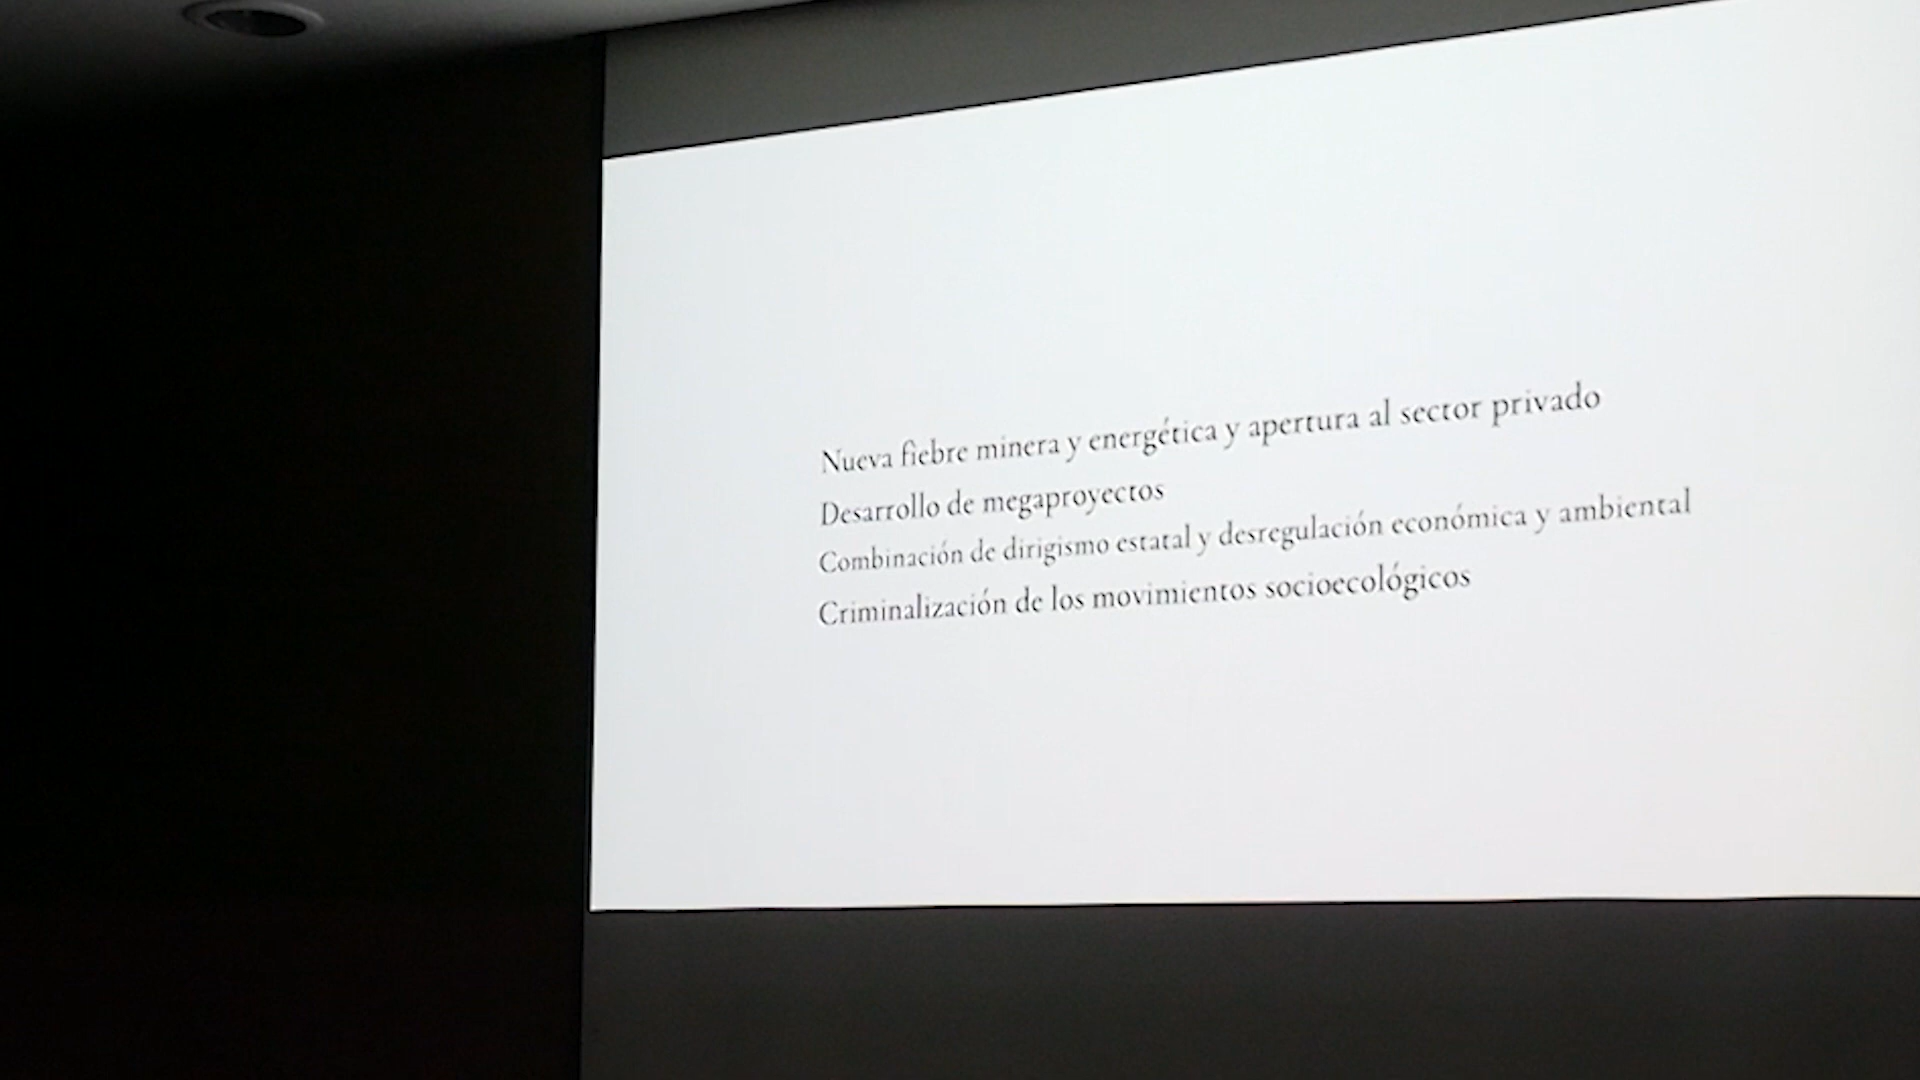 Nueva fiebre minera y energética y apertura al sector privado
Desarrollo de megaproyectos
Combinación de dirigismo estatal y desregulación económica y ambiental
Criminalización de los movimientos socioecológicos